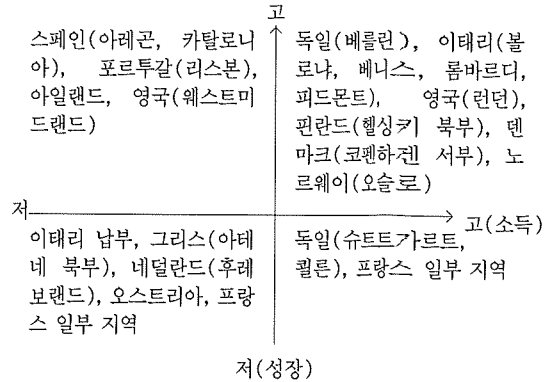 고
스페인(아레곤, 카탈로니
아), 포르투갈(리스본),
아일랜드, 영국(웨스트미
드랜드)
독일(베를린), 이태리(볼
로냐, 베니스, 롬바르디,
피드몬트), 영국(런던),
핀란드(헬싱키 북부), 덴
마크(코펜하겐 서부), 노
르웨이(오슬로)
저
고(소득)
이태리 납부, 그리스(아테
네 북부), 네덜란드(후레
보랜드), 오스트리아, 프랑
스 일부 지역
독일(슈트트가르트,
쾰른), 프랑스 일부 지역
저(성장)